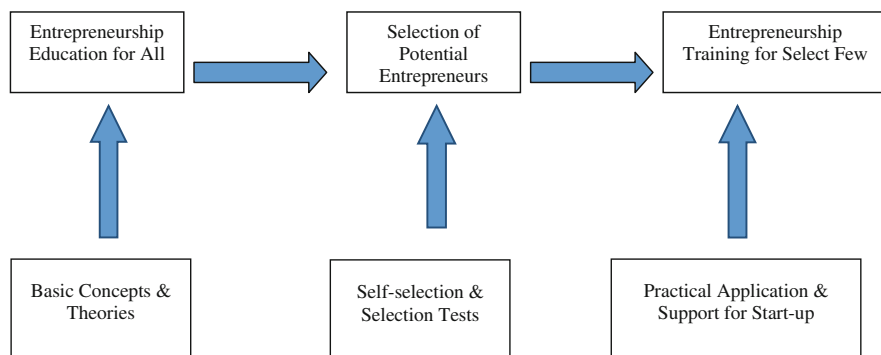 Entrepreneurship
Education for All
Selection of
Potential
Entrepreneurs
Entrepreneurship
Training for Select Few
Basic Concepts &
Theories
Self-selection &
Selection Tests
Practical Application &
Support for Start-up